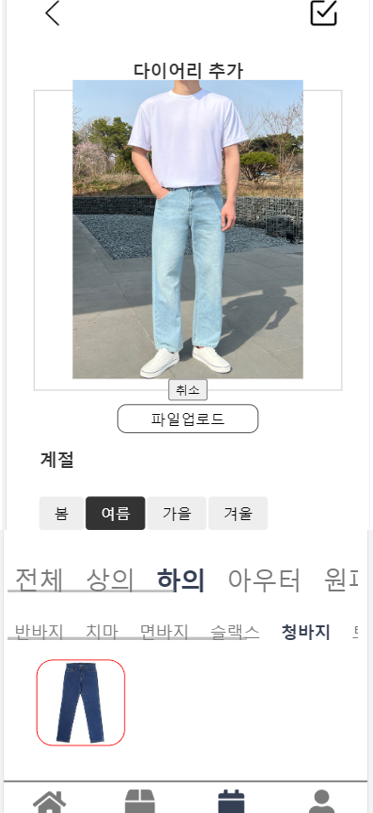 다이어리 추가
취소
파일업로드
계절
봄 여름 가을 겨울
전체 상의 하의 아우터
반바지 치마 면바지 슬랙스 청바지